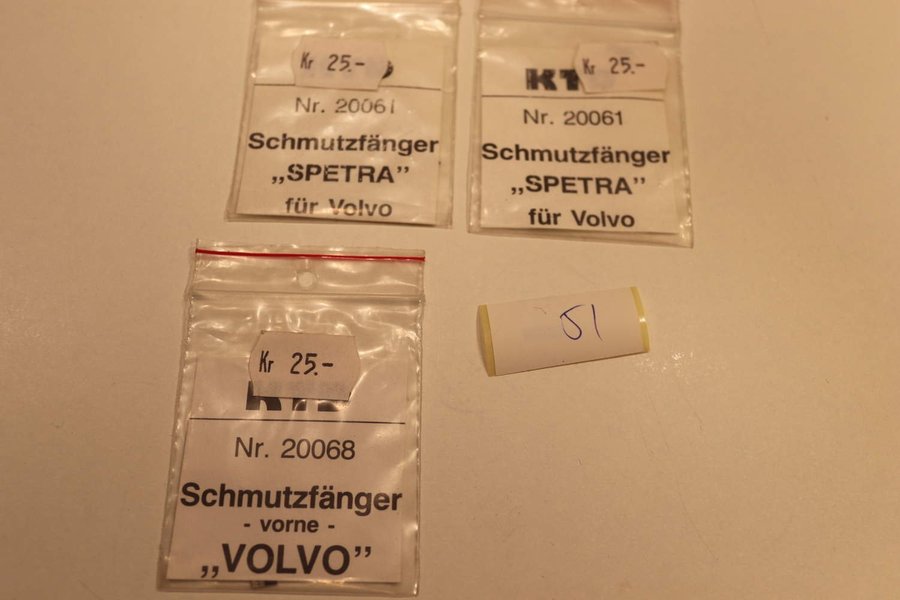 Kr 25.-
Nr. 20061
Schmutzfänger
„SPETRA”
für Volvo
Kr 25.-
Nr. 20061
Schmutzfänger
„SPETRA”
für Volvo
Kr 25.-
Nr. 20068
Schmutzfänger
- vorne -
„VOLVO”
51